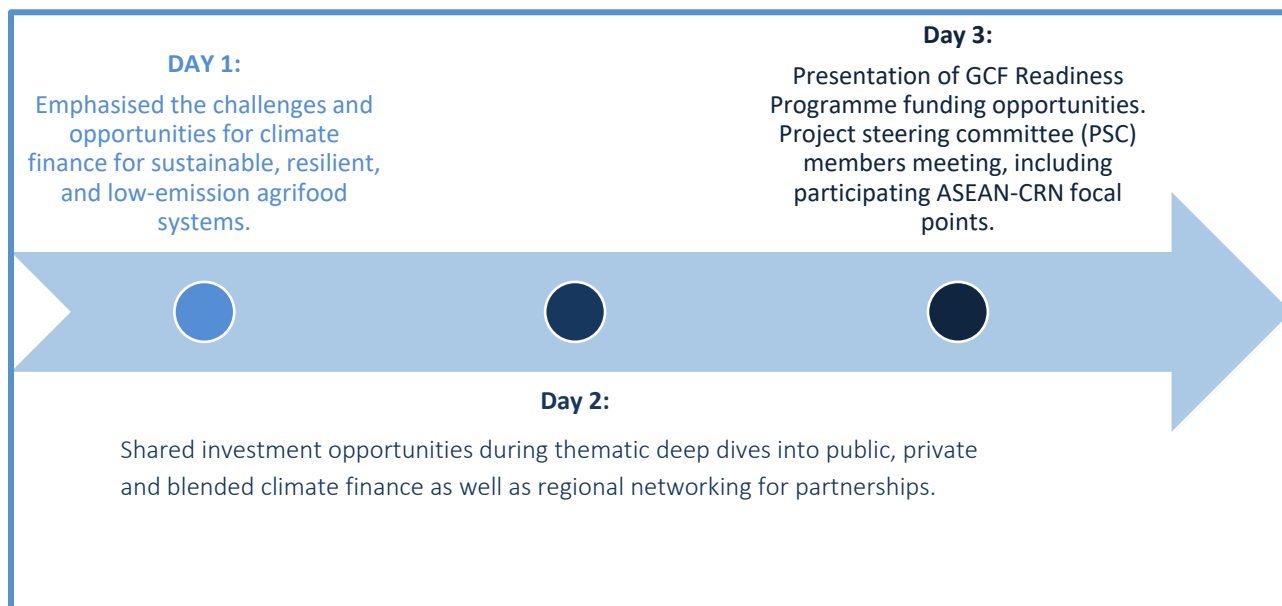 DAY 1:
Emphasised the challenges and
opportunities for climate
finance for sustainable, resilient,
and low-emission agrifood
systems.
Day 2:
Shared investment opportunities during thematic deep dives into public, private
and blended climate finance as well as regional networking for partnerships.
Day 3:
Presentation of GCF Readiness
Programme funding opportunities.
Project steering committee (PSC)
members meeting, including
participating ASEAN-CRN focal
points.